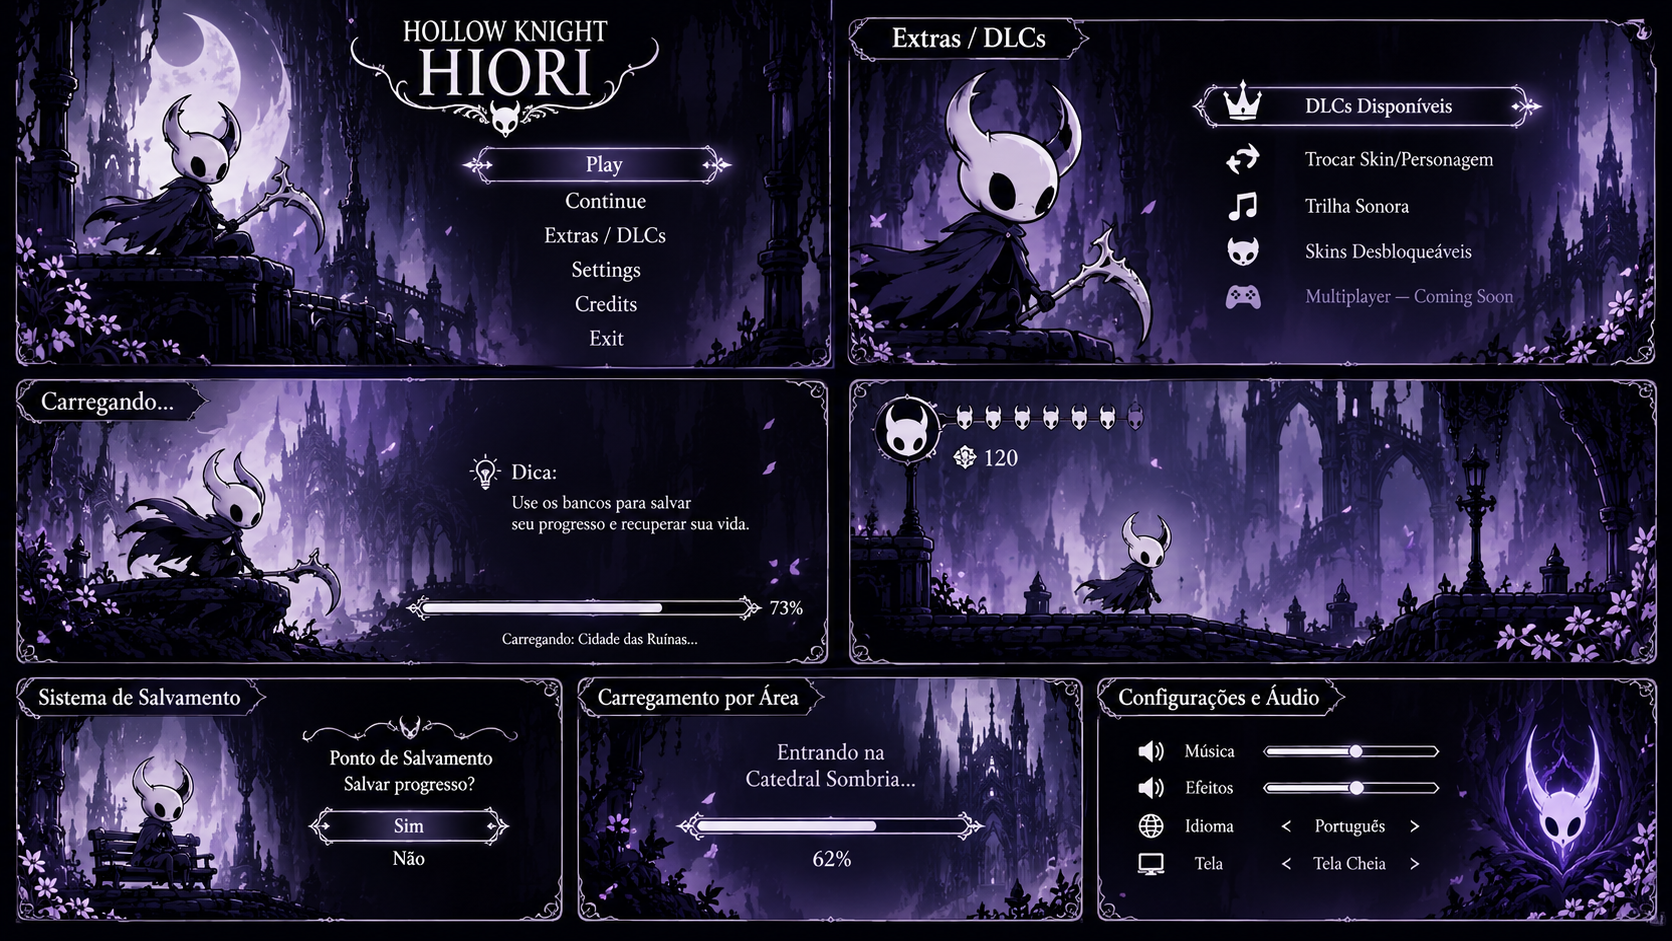 HOLLOW KNIGHT
HIORI
Play
Continue
Extras / DLCs
Settings
Credits
Exit
Extras / DLCs
DLCs Disponíveis
Trocar Skin/Personagem
Trilha Sonora
Skins Desbloqueáveis
Multiplayer — Coming Soon
Carregando...
Dica:
Use os bancos para salvar
seu progresso e recuperar sua vida.
73%
Carregando: Cidade das Ruínas...
120
Sistema de Salvamento
Ponto de Salvamento
Salvar progresso?
Sim
Não
Carregamento por Área
Entrando na
Catedral Sombria...
62%
Configurações e Áudio
Música
Efeitos
Idioma < Português >
Tela < Tela Cheia >